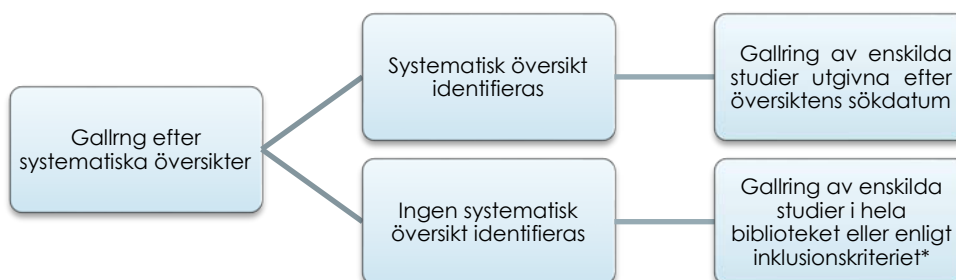 Gallrng efter
systematiska översikter
Systematisk översikt
identifieras
Gallring av enskilda
studier utgivna efter
översiktens sökdatum
Ingen systematisk
översikt identifieras
Gallring av enskilda
studier i hela
biblioteket eller enligt
inklusionskriteriet*